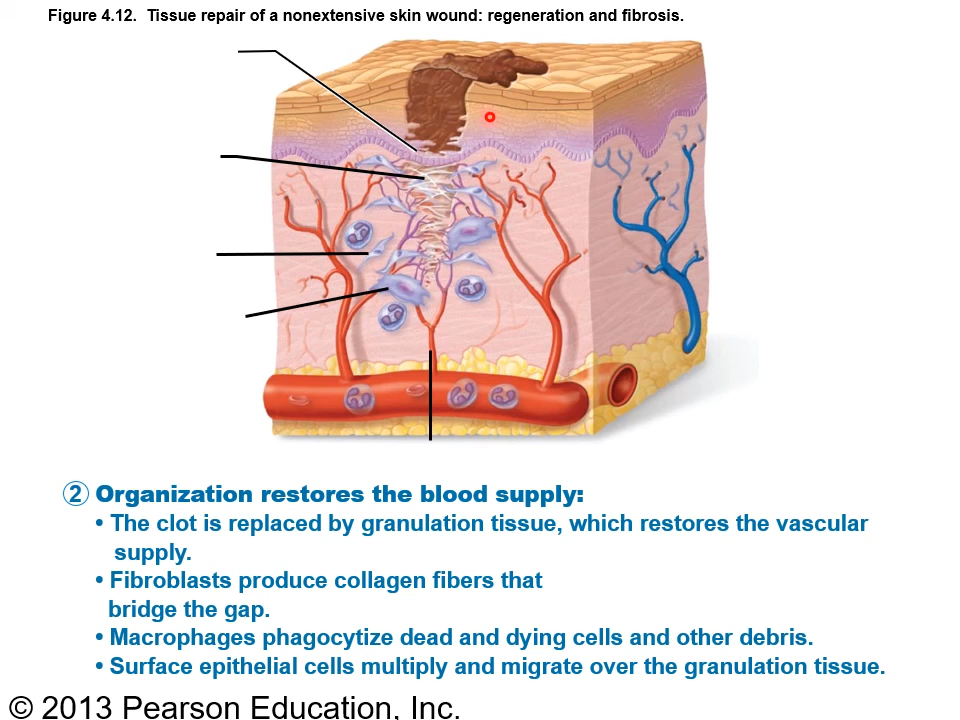 Figure 4.12. Tissue repair of a nonextensive skin wound: regeneration and fibrosis.
② Organization restores the blood supply:
• The clot is replaced by granulation tissue, which restores the vascular
supply.
• Fibroblasts produce collagen fibers that
bridge the gap.
• Macrophages phagocytize dead and dying cells and other debris.
• Surface epithelial cells multiply and migrate over the granulation tissue.
© 2013 Pearson Education, Inc.